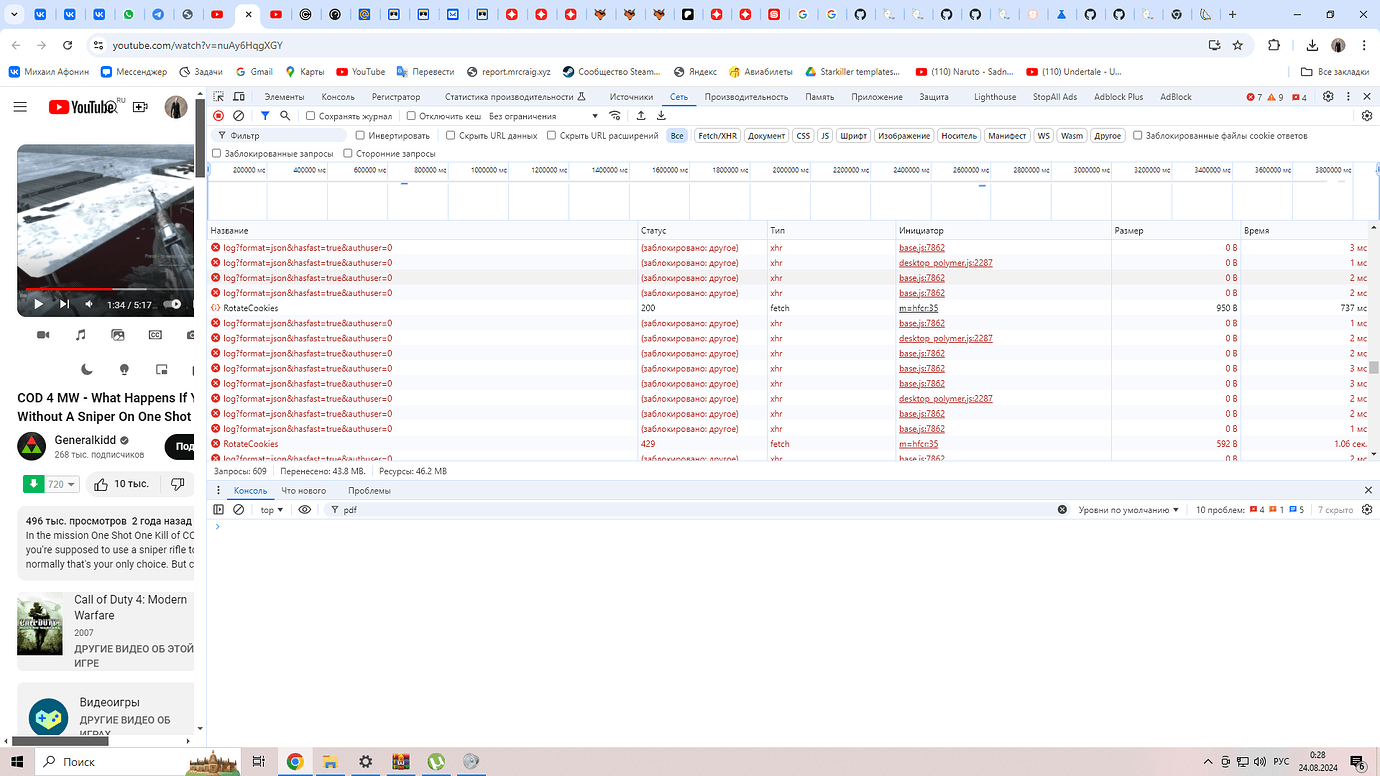 youtube.com/watch?v=nuAy6HqgXGY
Михаил Афонин Мессенджер Задачи Gmail Карты YouTube Перевести report.mrcraig.xyz Сообщество Steam... Яндекс Авиабилеты Starkiller templates... (110) Naruto - Sadn... (110) Undertale - U... Все закладки
YouTube RU
Элементы Консоль Регистратор Статистика производительности Источники Сеть Производительность Память Приложение Защита Lighthouse StopAll Ads Adblock Plus AdBlock 7 9 4
Сохранять журнал Отключить кеш Без ограничения
Фильтр Инвертировать Скрыть URL данных Скрыть URL расширений Все Fetch/XHR Документ CSS JS Шрифт Изображение Носитель Манифест WS Wasm Другое Заблокированные файлы cookie ответов
Заблокированные запросы Сторонние запросы
200000 мс 400000 мс 600000 мс 800000 мс 1000000 мс 1200000 мс 1400000 мс 1600000 мс 1800000 мс 2000000 мс 2200000 мс 2400000 мс 2600000 мс 2800000 мс 3000000 мс 3200000 мс 3400000 мс 3600000 мс 3800000 мс
Название Статус Тип Инициатор Размер Время
log?format=json&hasfast=true&authuser=0 (заблокировано: другое) xhr base.js:7862 0 B 3 мс
log?format=json&hasfast=true&authuser=0 (заблокировано: другое) xhr desktop_polymer.js:2287 0 B 1 мс
log?format=json&hasfast=true&authuser=0 (заблокировано: другое) xhr base.js:7862 0 B 2 мс
log?format=json&hasfast=true&authuser=0 (заблокировано: другое) xhr base.js:7862 0 B 2 мс
RotateCookies 200 fetch m=hfcr:35 950 B 737 мс
log?format=json&hasfast=true&authuser=0 (заблокировано: другое) xhr base.js:7862 0 B 1 мс
log?format=json&hasfast=true&authuser=0 (заблокировано: другое) xhr desktop_polymer.js:2287 0 B 2 мс
log?format=json&hasfast=true&authuser=0 (заблокировано: другое) xhr base.js:7862 0 B 2 мс
log?format=json&hasfast=true&authuser=0 (заблокировано: другое) xhr base.js:7862 0 B 3 мс
log?format=json&hasfast=true&authuser=0 (заблокировано: другое) xhr base.js:7862 0 B 3 мс
log?format=json&hasfast=true&authuser=0 (заблокировано: другое) xhr desktop_polymer.js:2287 0 B 2 мс
log?format=json&hasfast=true&authuser=0 (заблокировано: другое) xhr base.js:7862 0 B 2 мс
log?format=json&hasfast=true&authuser=0 (заблокировано: другое) xhr base.js:7862 0 B 1 мс
RotateCookies 429 fetch m=hfcr:35 592 B 1.06 сек.
log?format=json&hasfast=true&authuser=0 (заблокировано: другое) xhr base.js:7862 0 B 2 мс
Запросы: 609 Перенесено: 43.8 MB. Ресурсы: 46.2 MB
Консоль Что нового Проблемы
top pdf Уровни по умолчанию 10 проблем: 4 1 5 7 скрыто
1:34 / 5:17
CC
COD 4 MW - What Happens If Y
Without A Sniper On One Shot
Generalkidd
268 тыс. подписчиков
Под
720 10 тыс.
496 тыс. просмотров 2 года назад
In the mission One Shot One Kill of CC
you're supposed to use a sniper rifle to
normally that's your only choice. But c
Call of Duty 4: Modern
Warfare
2007
ДРУГИЕ ВИДЕО ОБ ЭТОЙ
ИГРЕ
Видеоигры
ДРУГИЕ ВИДЕО ОБ
ИГРАХ
Поиск
РУС
0:28
24.08.2024
6